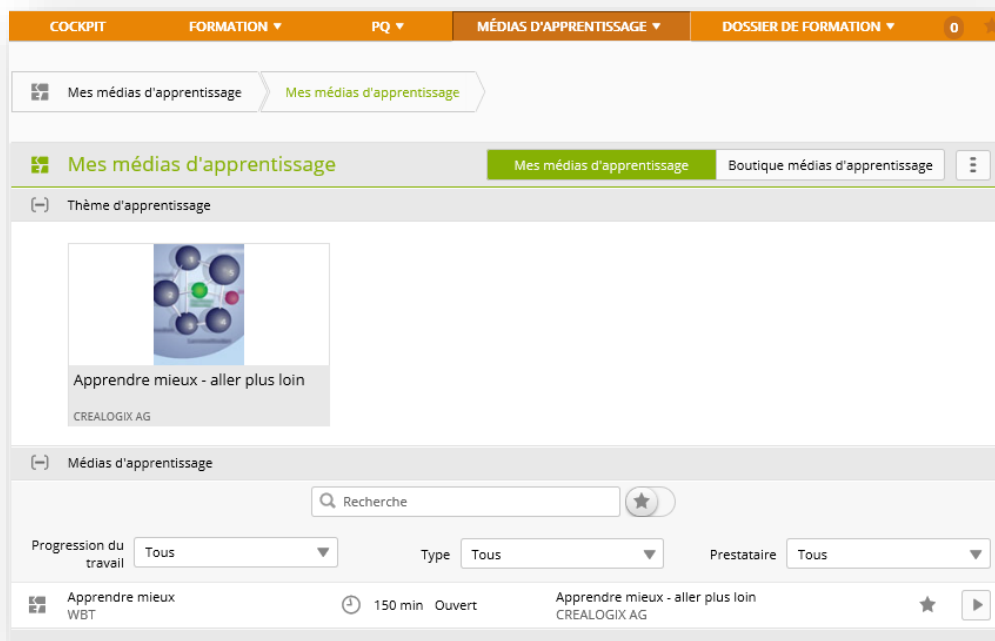 COCKPIT FORMATION PQ MÉDIAS D'APPRENTISSAGE DOSSIER DE FORMATION 0
Mes médias d'apprentissage Mes médias d'apprentissage
Mes médias d'apprentissage Mes médias d'apprentissage Boutique médias d'apprentissage
Thème d'apprentissage
Apprendre mieux - aller plus loin
CREALOGIX AG
Médias d'apprentissage
Recherche
Progression du travail Tous Type Tous Prestataire Tous
Apprendre mieux 150 min Ouvert Apprendre mieux - aller plus loin
WBT CREALOGIX AG